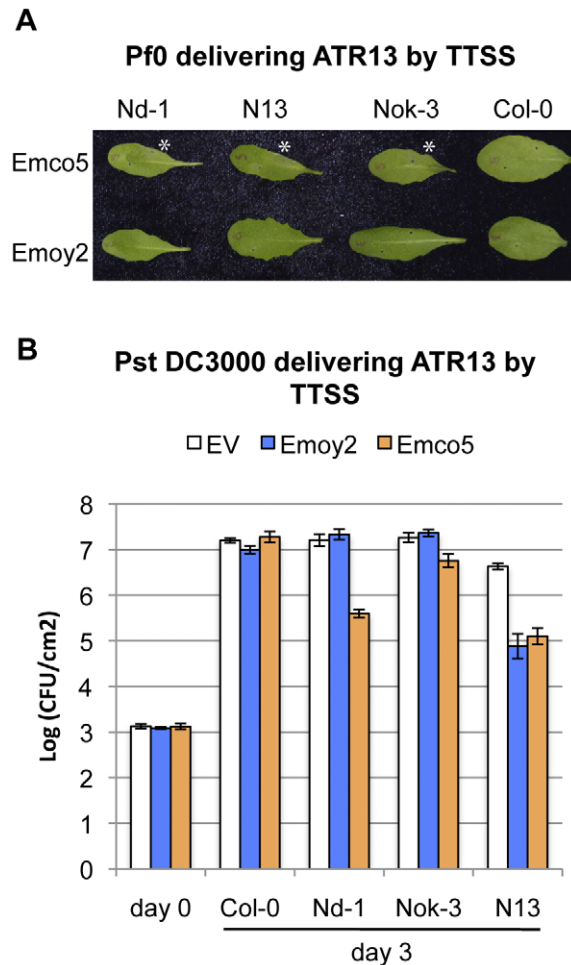 A
Pf0 delivering ATR13 by TTSS
Nd-1 N13 Nok-3 Col-0
Emco5 * * *
Emoy2
B
Pst DC3000 delivering ATR13 by
TTSS
EV Emoy2 Emco5
8
7
6
5
4
3
2
1
0
Log (CFU/cm2)
day 0 Col-0 Nd-1 Nok-3 N13
day 3